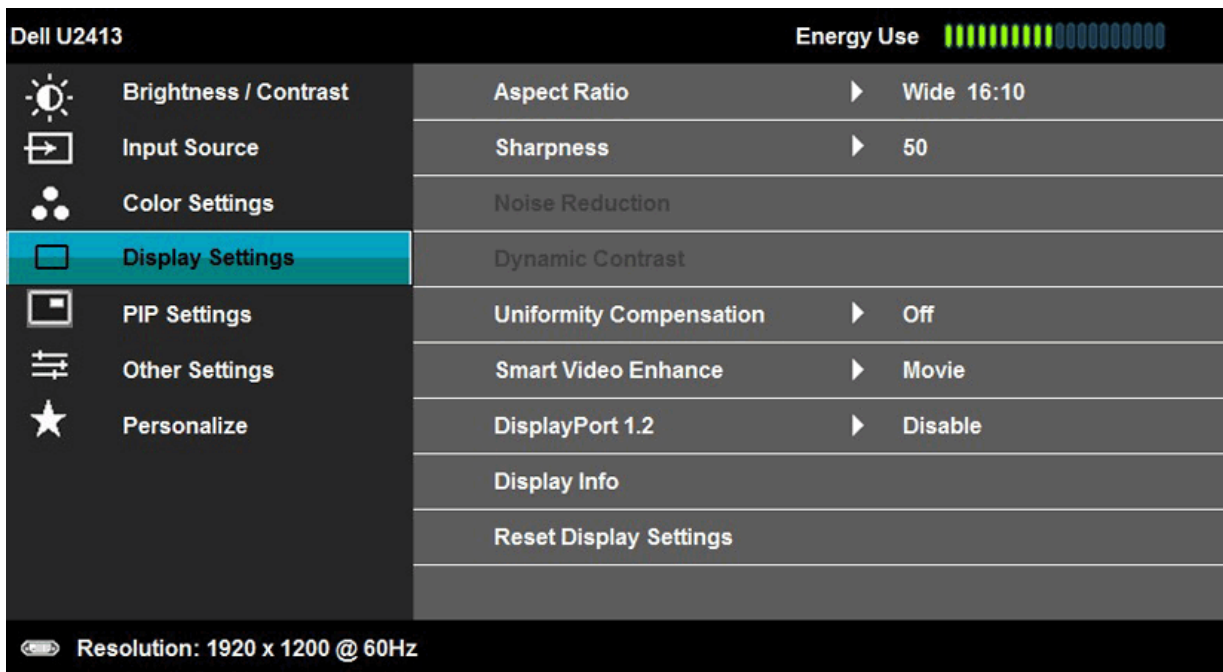 Dell U2413 Energy Use
Brightness / Contrast Aspect Ratio Wide 16:10
Input Source Sharpness 50
Color Settings Noise Reduction
Display Settings Dynamic Contrast
PIP Settings Uniformity Compensation Off
Other Settings Smart Video Enhance Movie
Personalize DisplayPort 1.2 Disable
Display Info
Reset Display Settings
Resolution: 1920 x 1200 @ 60Hz